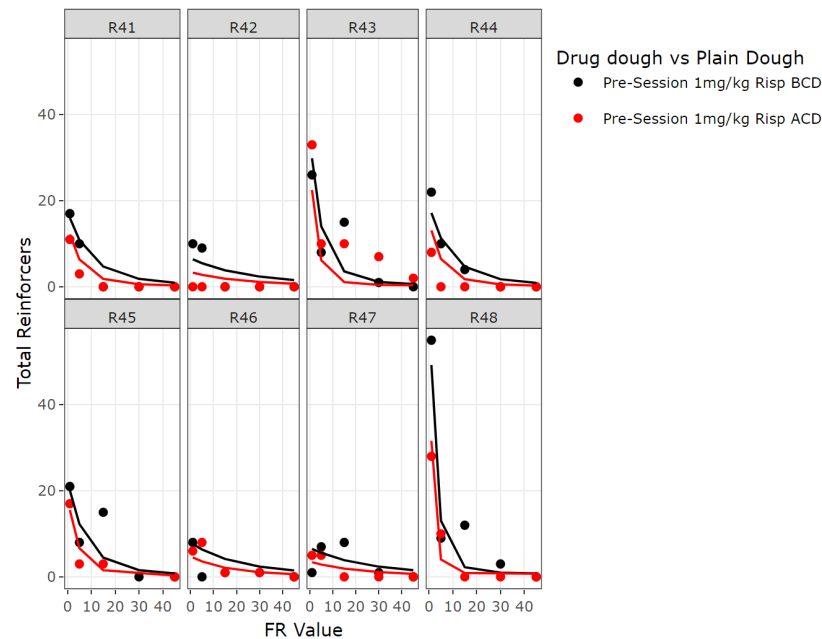 R41 R42 R43 R44
Drug dough vs Plain Dough
Pre-Session 1mg/kg Risp BCD
Pre-Session 1mg/kg Risp ACD
40
20
0
R45 R46 R47 R48
40
20
0
0 10 20 30 40 0 10 20 30 40 0 10 20 30 40 0 10 20 30 40
Total Reinforcers
FR Value